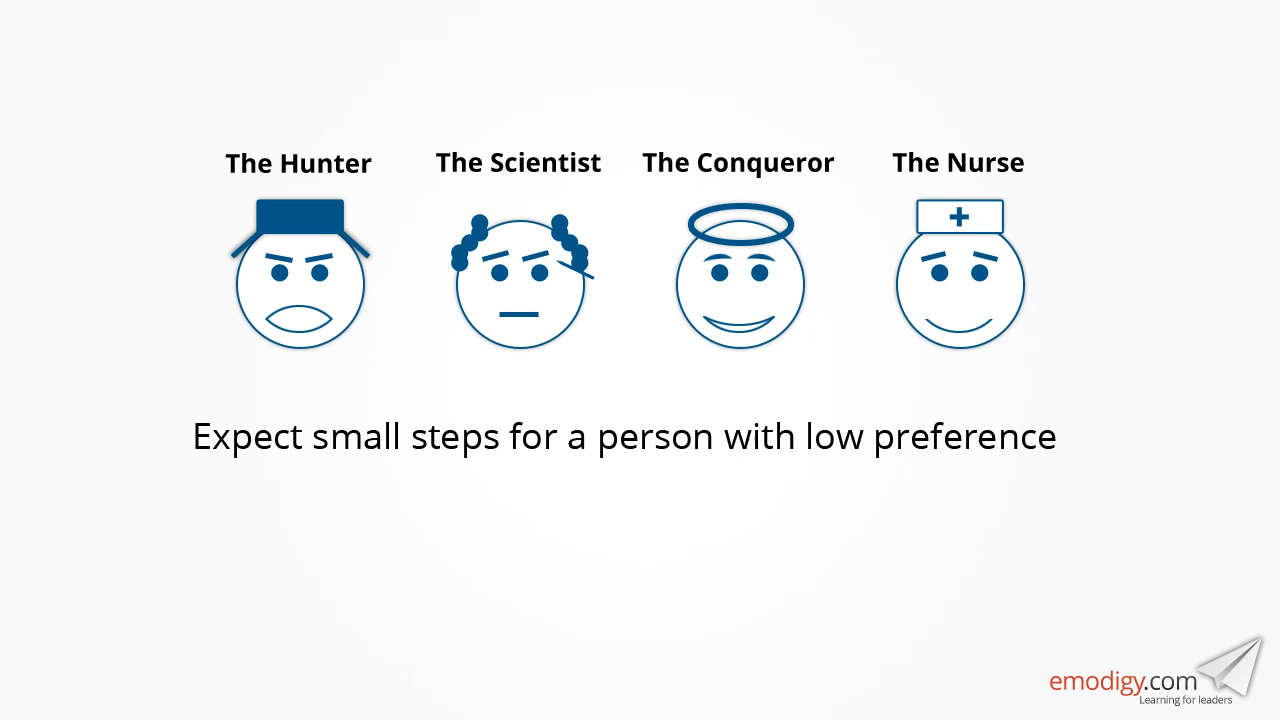 The Hunter The Scientist The Conqueror The Nurse
Expect small steps for a person with low preference
emodigy.com
Learning for leaders